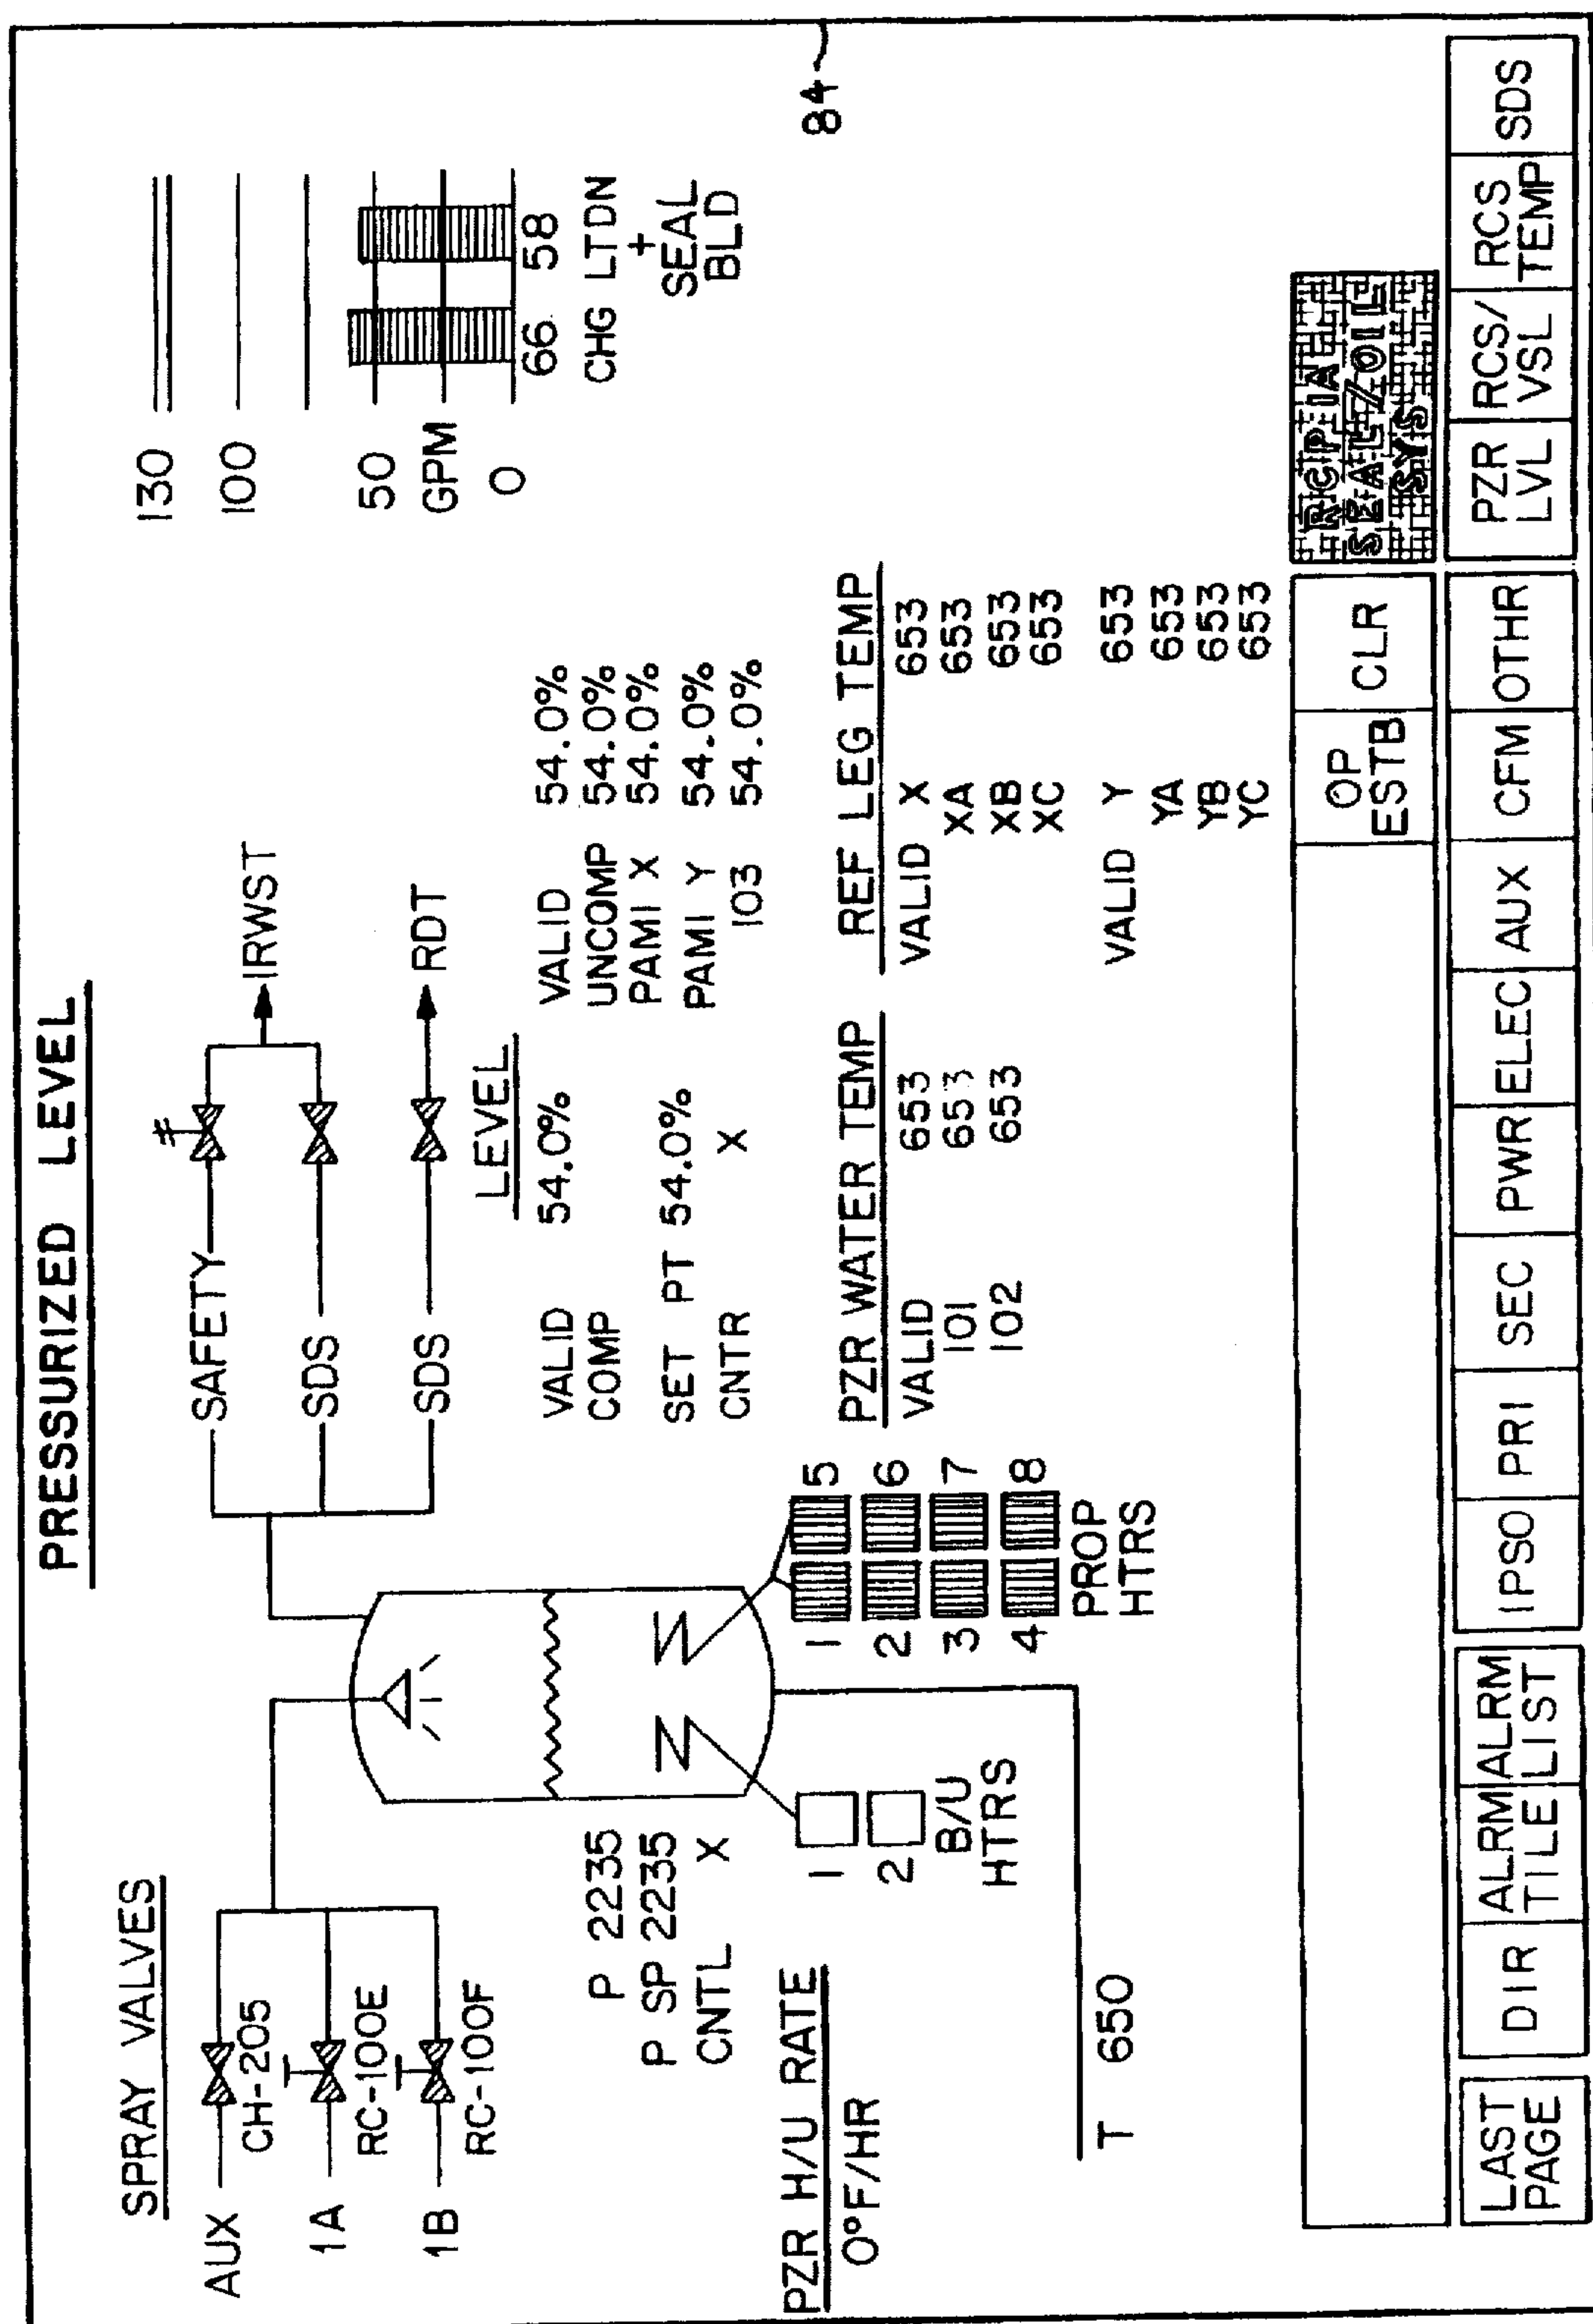 PRESSURIZED LEVEL
SPRAY VALVES
AUX
CH-205
1A
RC-100E
1B
RC-100F
SAFETY
IRWST
SDS
SDS
RDT
130
100
50
GPM
0
66 58
CHG LTDN
+
SEAL
BLD
84
P 2235
P SP 2235
CNTL X
LEVEL
VALID 54.0% VALID 54.0%
COMP UNCOMP 54.0%
PAMI X 54.0%
SET PT 54.0% PAMI Y 54.0%
CNTR X 103 54.0%
PZR H/U RATE
0°F/HR
1
2
B/U
HTRS
1 5
2 6
3 7
4 8
PROP
HTRS
PZR WATER TEMP
VALID 653
101 653
102 653
REF LEG TEMP
VALID X 653
XA 653
XB 653
XC 653
VALID Y 653
YA 653
YB 653
YC 653
T 650
OP
ESTB
CLR
RCP 1A
SEAL/OIL
SYS
LAST
PAGE
DIR
ALRM
TILE
ALRM
LIST
IPSO
PRI
SEC
PWR
ELEC
AUX
CFM
OTHR
PZR
LVL
RCS/
VSL
RCS
TEMP
SDS